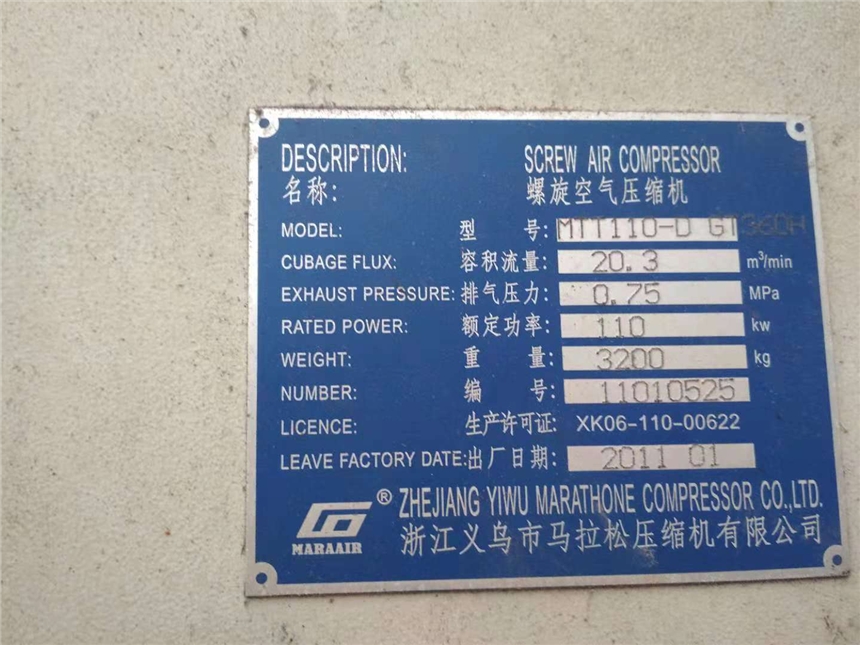 DESCRIPTION: SCREW AIR COMPRESSOR
名称: 螺旋空气压缩机
MODEL: 型 号: MTT110-D GT360H
CUBAGE FLUX: 容积流量: 20.3 m³/min
EXHAUST PRESSURE: 排气压力: 0.75 MPa
RATED POWER: 额定功率: 110 kw
WEIGHT: 重 量: 3200 kg
NUMBER: 编 号: 11010525
LICENCE: 生产许可证: XK06-110-00622
LEAVE FACTORY DATE: 出厂日期: 2011 01
® ZHEJIANG YIWU MARATHONE COMPRESSOR CO.,LTD.
MARAAIR 浙江义乌市马拉松压缩机有限公司